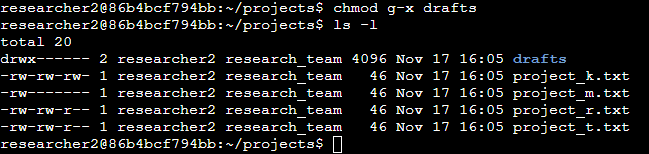 researcher2@86b4bcf794bb:~/projects$ chmod g-x drafts
researcher2@86b4bcf794bb:~/projects$ ls -l
total 20
drwx------ 2 researcher2 research_team 4096 Nov 17 16:05 drafts
-rw-rw-rw- 1 researcher2 research_team   46 Nov 17 16:05 project_k.txt
-rw-rw---- 1 researcher2 research_team   46 Nov 17 16:05 project_m.txt
-rw-rw-r-- 1 researcher2 research_team   46 Nov 17 16:05 project_r.txt
-rw-rw-r-- 1 researcher2 research_team   46 Nov 17 16:05 project_t.txt
researcher2@86b4bcf794bb:~/projects$